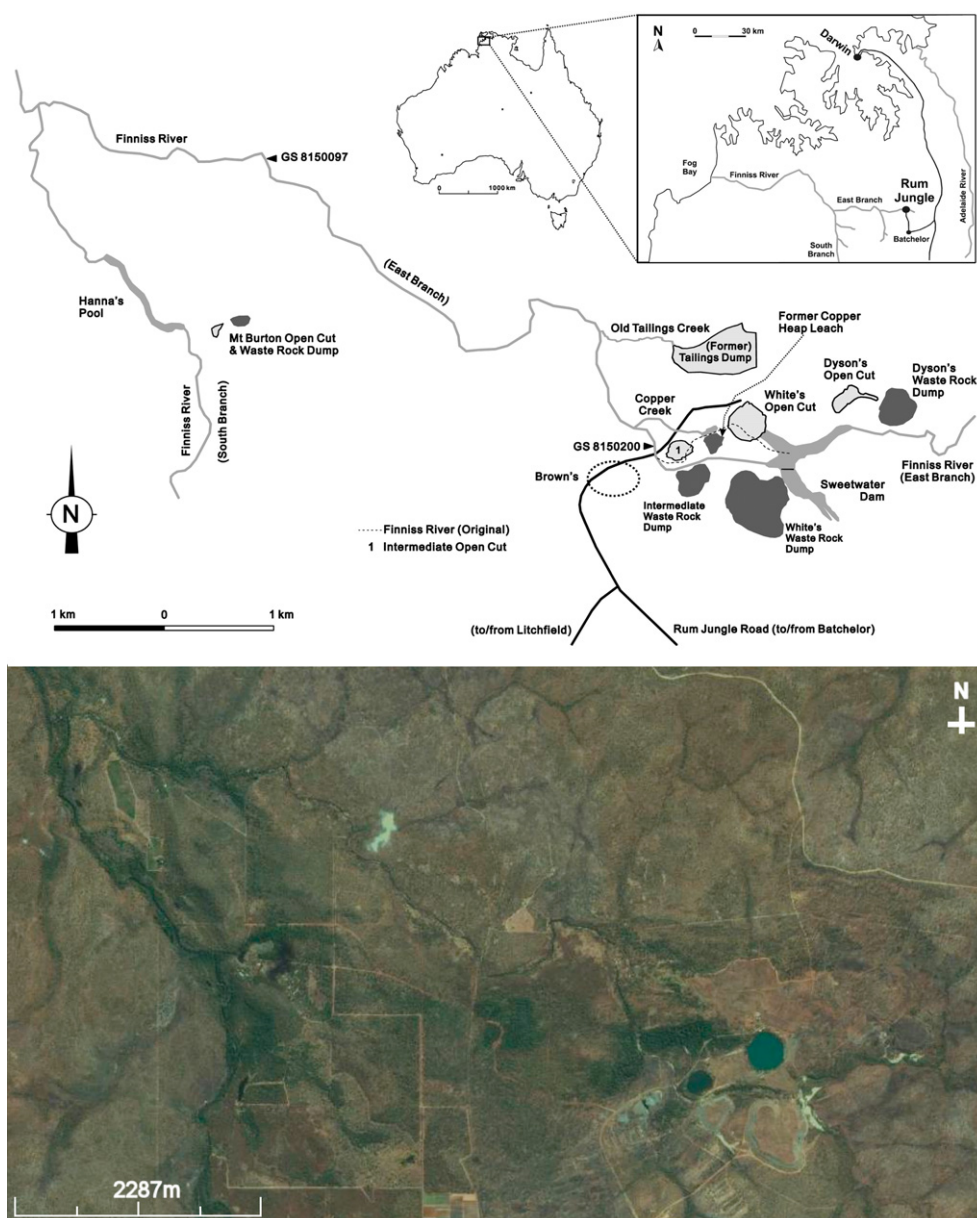 N
0 30 km
Darwin
Fog
Bay
Finniss River
East Branch
Rum
Jungle
Batchelor
South
Branch
Adelaide River
0 1000 km
Finniss River
GS 8150097
(East Branch)
Hanna's
Pool
Mt Burton Open Cut
& Waste Rock Dump
Finniss River
(South Branch)
Old Tailings Creek
(Former)
Tailings Dump
Former Copper
Heap Leach
Dyson's
Open Cut
Dyson's
Waste Rock
Dump
White's
Open Cut
Copper
Creek
GS 8150200
1
Brown's
Intermediate
Waste Rock
Dump
White's
Waste Rock
Dump
Sweetwater
Dam
Finniss River
(East Branch)
N
Finniss River (Original)
1 Intermediate Open Cut
1 km 0 1 km
(to/from Litchfield)
Rum Jungle Road (to/from Batchelor)
N
2287m